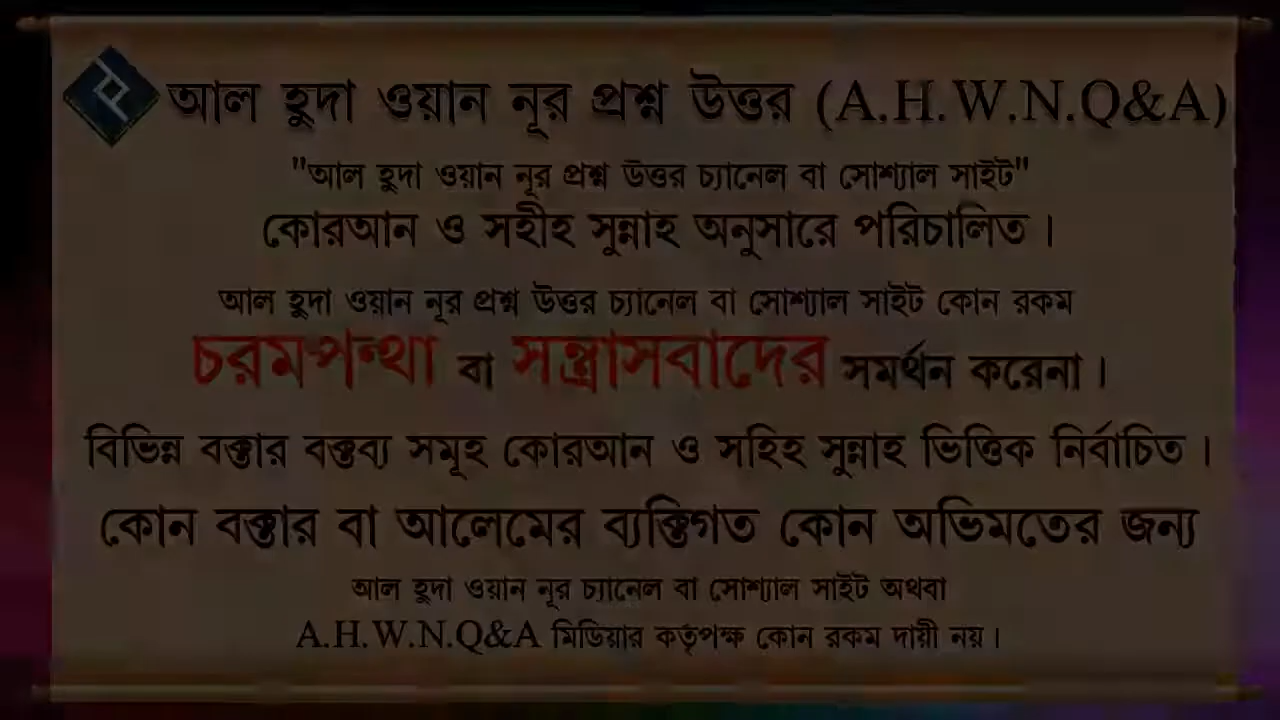 আল হুদা ওয়ান নূর প্রশ্ন উত্তর (A.H.W.N.Q&A)
"আল হুদা ওয়ান নূর প্রশ্ন উত্তর চ্যানেল বা সোশ্যাল সাইট"
কোরআন ও সহীহ সুন্নাহ অনুসারে পরিচালিত ।
আল হুদা ওয়ান নূর প্রশ্ন উত্তর চ্যানেল বা সোশ্যাল সাইট কোন রকম
চরমপন্থা বা সন্ত্রাসবাদের সমর্থন করেনা ।
বিভিন্ন বক্তার বক্তব্য সমূহ কোরআন ও সহিহ সুন্নাহ ভিত্তিক নির্বাচিত ।
কোন বক্তার বা আলেমের ব্যক্তিগত কোন অভিমতের জন্য
আল হুদা ওয়ান নূর চ্যানেল বা সোশ্যাল সাইট অথবা
A.H.W.N.Q&A মিডিয়ার কর্তৃপক্ষ কোন রকম দায়ী নয় ।